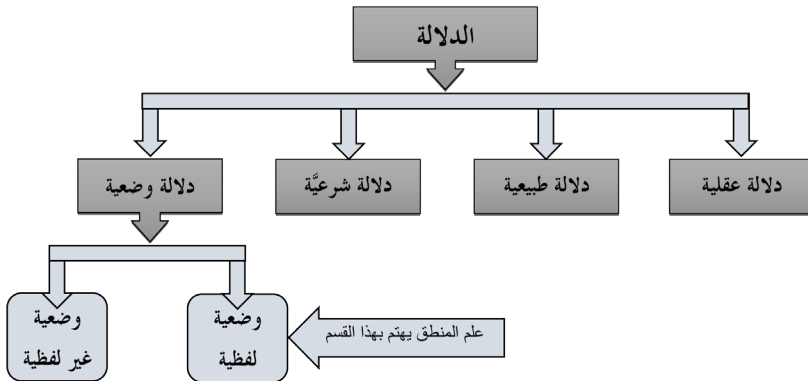 الدلالة
دلالة عقلية
دلالة طبيعية
دلالة شرعيَّة
دلالة وضعية
وضعية
لفظية
وضعية
غير لفظية
علم المنطق يهتم بهذا القسم